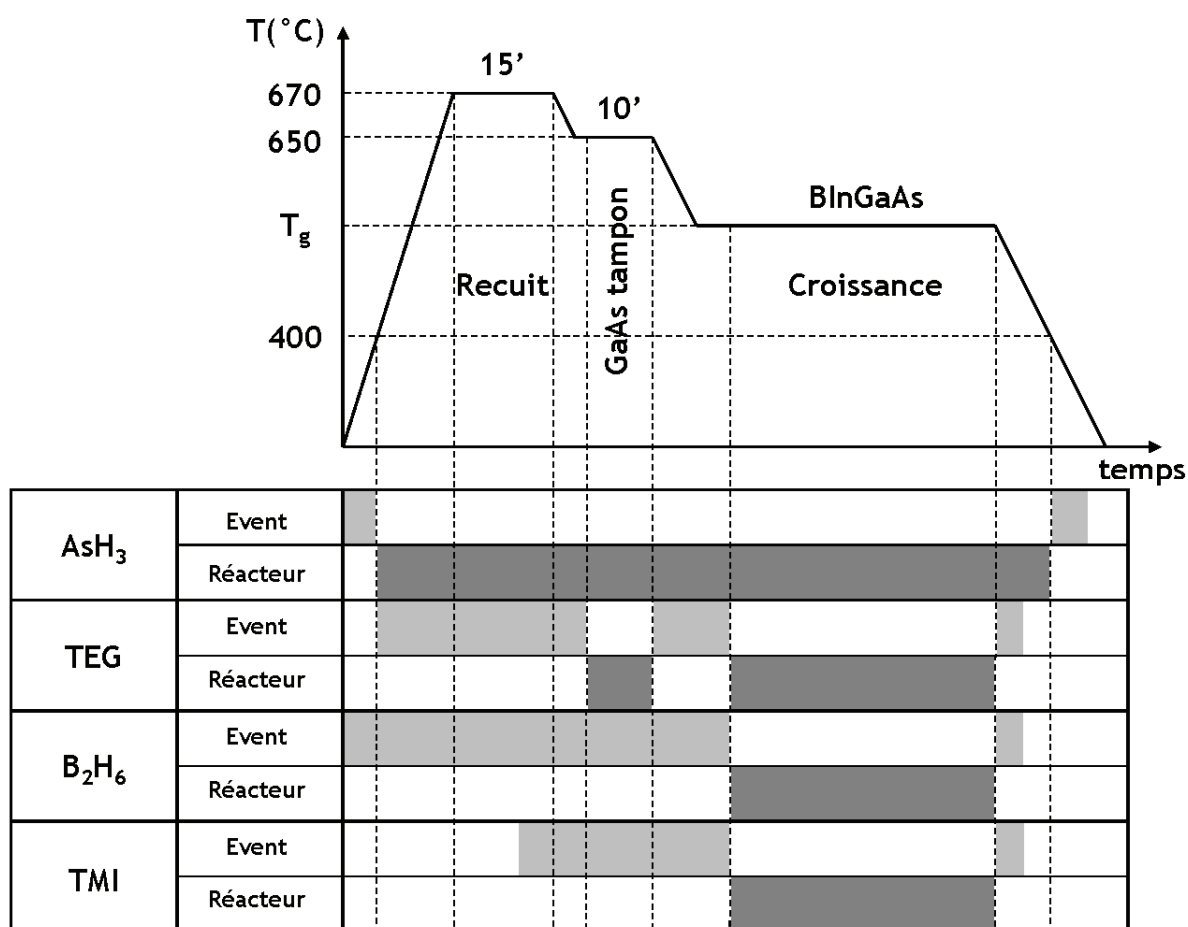 T(°C)
15'
670
10'
650
BInGaAs
Tg
GaAs tampon
Recuit
Croissance
400
temps
AsH3
Event
Réacteur
TEG
Event
Réacteur
B2H6
Event
Réacteur
TMI
Event
Réacteur